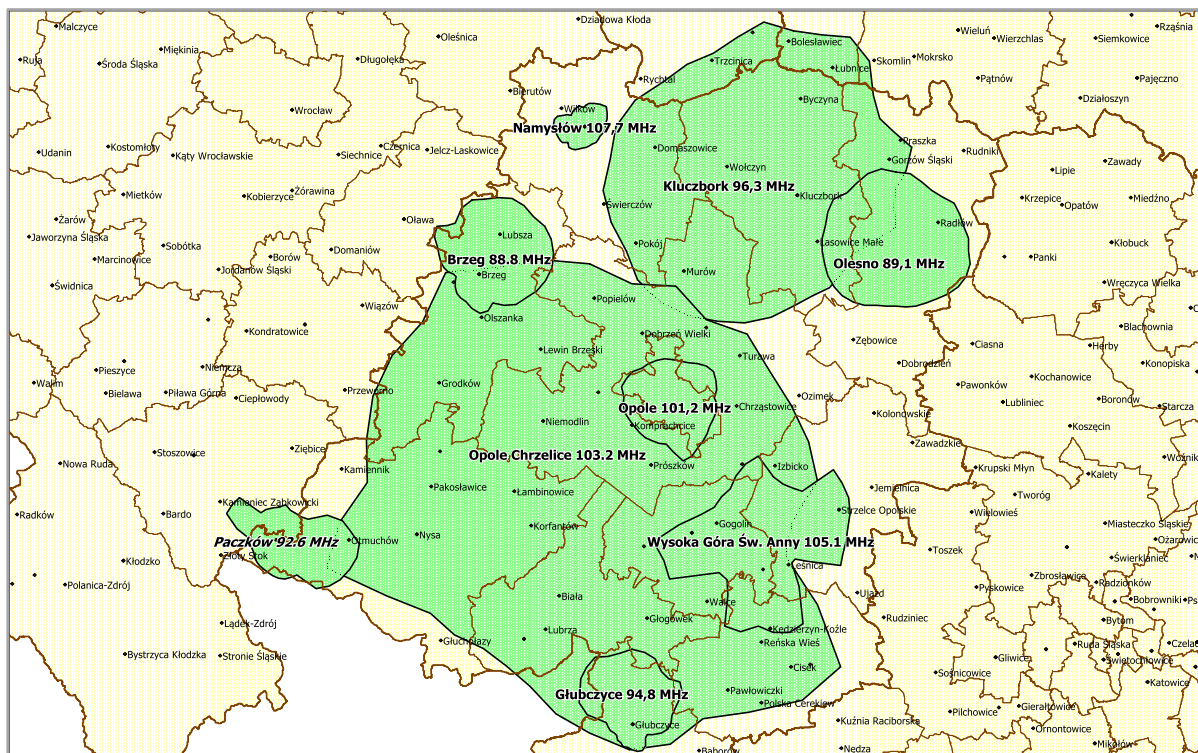 Malczyce
Dziadowa Kłoda
Rząśnia
Oleśnica
Wieluń
Wierzchlas
Siemkowice
Bolesławiec
Miękinia
Ruja
Środa Śląska
Długołęka
Trzcinica
Łubnice
Skomlin
Mokrsko
Rychtal
Pątnów
Pajęczno
Bierutów
Byczyna
Działoszyn
Wrocław
Wilków
Namysłów 107,7 MHz
Praszka
Udanin
Kostomłoty
Kąty Wrocławskie
Siechnice
Czernica
Jelcz-Laskowice
Domaszowice
Gorzów Śląski
Rudniki
Zawady
Lipie
Wołczyn
Kluczbork 96,3 MHz
Mietków
Kobierzyce
Żórawina
Kluczbork
Krzepice
Opatów
Miedźno
Świerczów
Żarów
Oława
Radłów
Jaworzyna Śląska
Sobótka
Domaniów
Lubsza
Pokój
Lasowice Małe
Kłobuck
Marcinowice
Borów
Brzeg 88.8 MHz
Olesno 89,1 MHz
Panki
Jordanów Śląski
Brzeg
Murów
Świdnica
Wręczyca Wielka
Popielów
Wiązów
Olszanka
Kondratowice
Dobrzeń Wielki
Blachownia
Zębowice
Ciasna
Herby
Lewin Brzeski
Turawa
Pieszyce
Niemcza
Dobrodzień
Konopiska
Walim
Grodków
Pawonków
Kochanowice
Bielawa
Piława Górna
Ciepłowody
Przeworno
Ozimek
Lubliniec
Boronów
Opole 101,2 MHz
Chrząstowice
Starcza
Kolonowskie
Niemodlin
Komprachcice
Koszęcin
Stoszowice
Ziębice
Zawadzkie
Opole Chrzelice 103.2 MHz
Nowa Ruda
Kamiennik
Prószków
Izbicko
Krupski Młyn
Kalety
Pakosławice
Łambinowice
Jemielnica
Tworóg
Kamieniec Ząbkowicki
Radków
Bardo
Strzelce Opolskie
Wielowieś
Korfantów
Gogolin
Miasteczko Śląskie
Nysa
Paczków 92.6 MHz
Otmuchów
Wysoka Góra Św. Anny 105.1 MHz
Toszek
Złoty Stok
Kłodzko
Leśnica
Świerklaniec
Zbrosławice
Polanica-Zdrój
Pyskowice
Radzionków
Biała
Ujazd
Walce
Bobrowniki
Lądek-Zdrój
Głogówek
Rudziniec
Bytom
Lubrza
Kędzierzyn-Koźle
Głuchołazy
Reńska Wieś
Ruda Śląska
Bystrzyca Kłodzka
Stronie Śląskie
Gliwice
Świętochłowice
Cisek
Sośnicowice
Katowice
Głubczyce 94,8 MHz
Pawłowiczki
Polska Cerekiew
Pilchowice
Gierałtowice
Głubczyce
Kuźnia Raciborska
Ornontowice
Baborów
Nędza
Mikołów